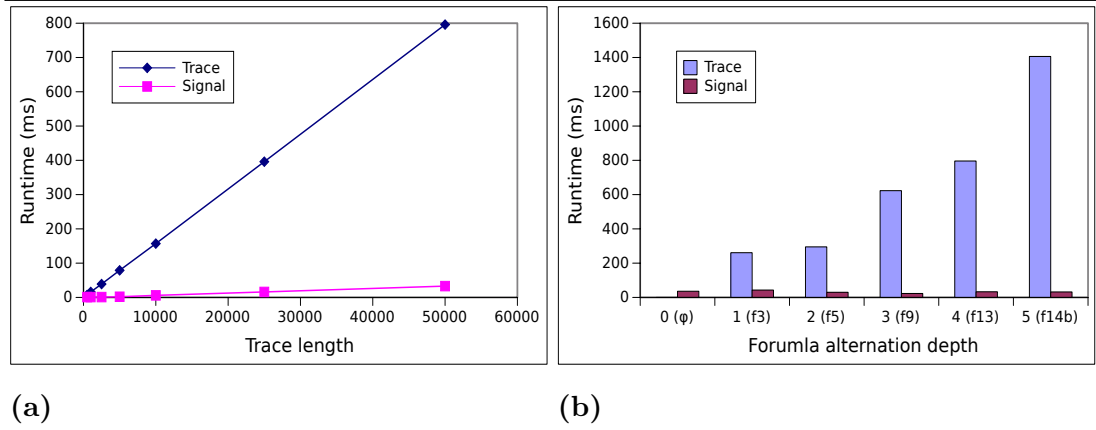 800
700
600
500
400
300
200
100
0
Runtime (ms)
Trace
Signal
0 10000 20000 30000 40000 50000 60000
Trace length
(a)
1600
1400
1200
1000
800
600
400
200
0
Runtime (ms)
Trace
Signal
0 (φ) 1 (f3) 2 (f5) 3 (f9) 4 (f13) 5 (f14b)
Forumla alternation depth
(b)